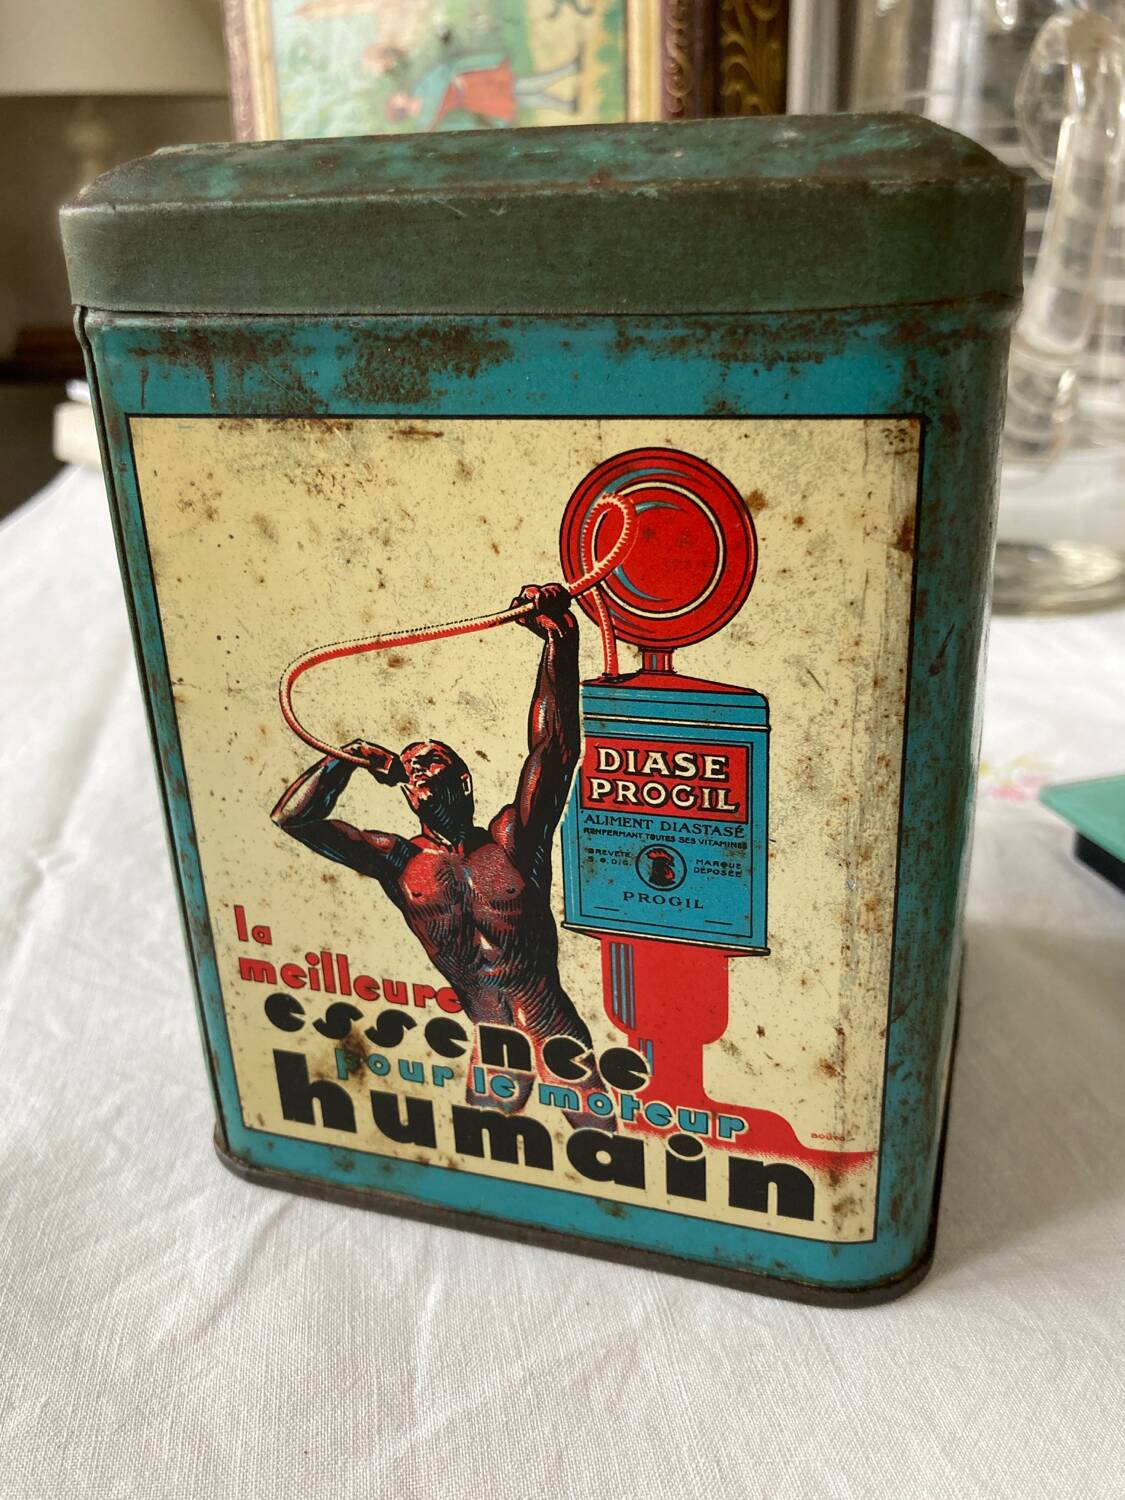 DIASE
PROGIL
ALIMENT DIASTASÉ
RENFERMANT TOUTES SES VITAMINES
BREVETÉ
S.G.D.G.
MARQUE
DÉPOSÉE
PROGIL
la
meilleure
essence
pour le moteur
humain